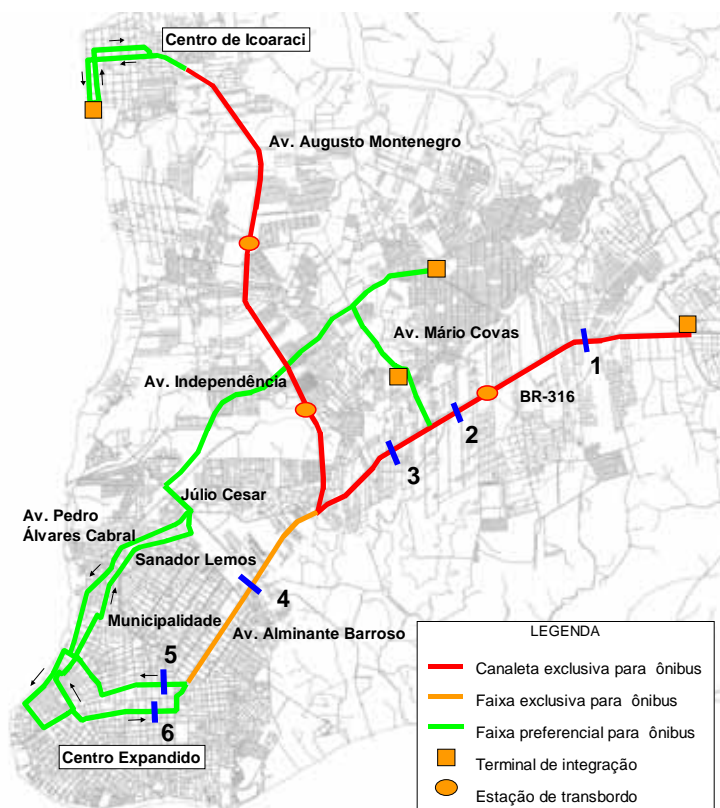 Centro de Icoaraci
Av. Augusto Montenegro
Av. Mário Covas
1
Av. Independência
BR-316
2
3
Júlio Cesar
Av. Pedro
Álvares Cabral
Sanador Lemos
4
Municipalidade
Av. Alminante Barroso
5
6
Centro Expandido
LEGENDA
Canaleta exclusiva para ônibus
Faixa exclusiva para ônibus
Faixa preferencial para ônibus
Terminal de integração
Estação de transbordo